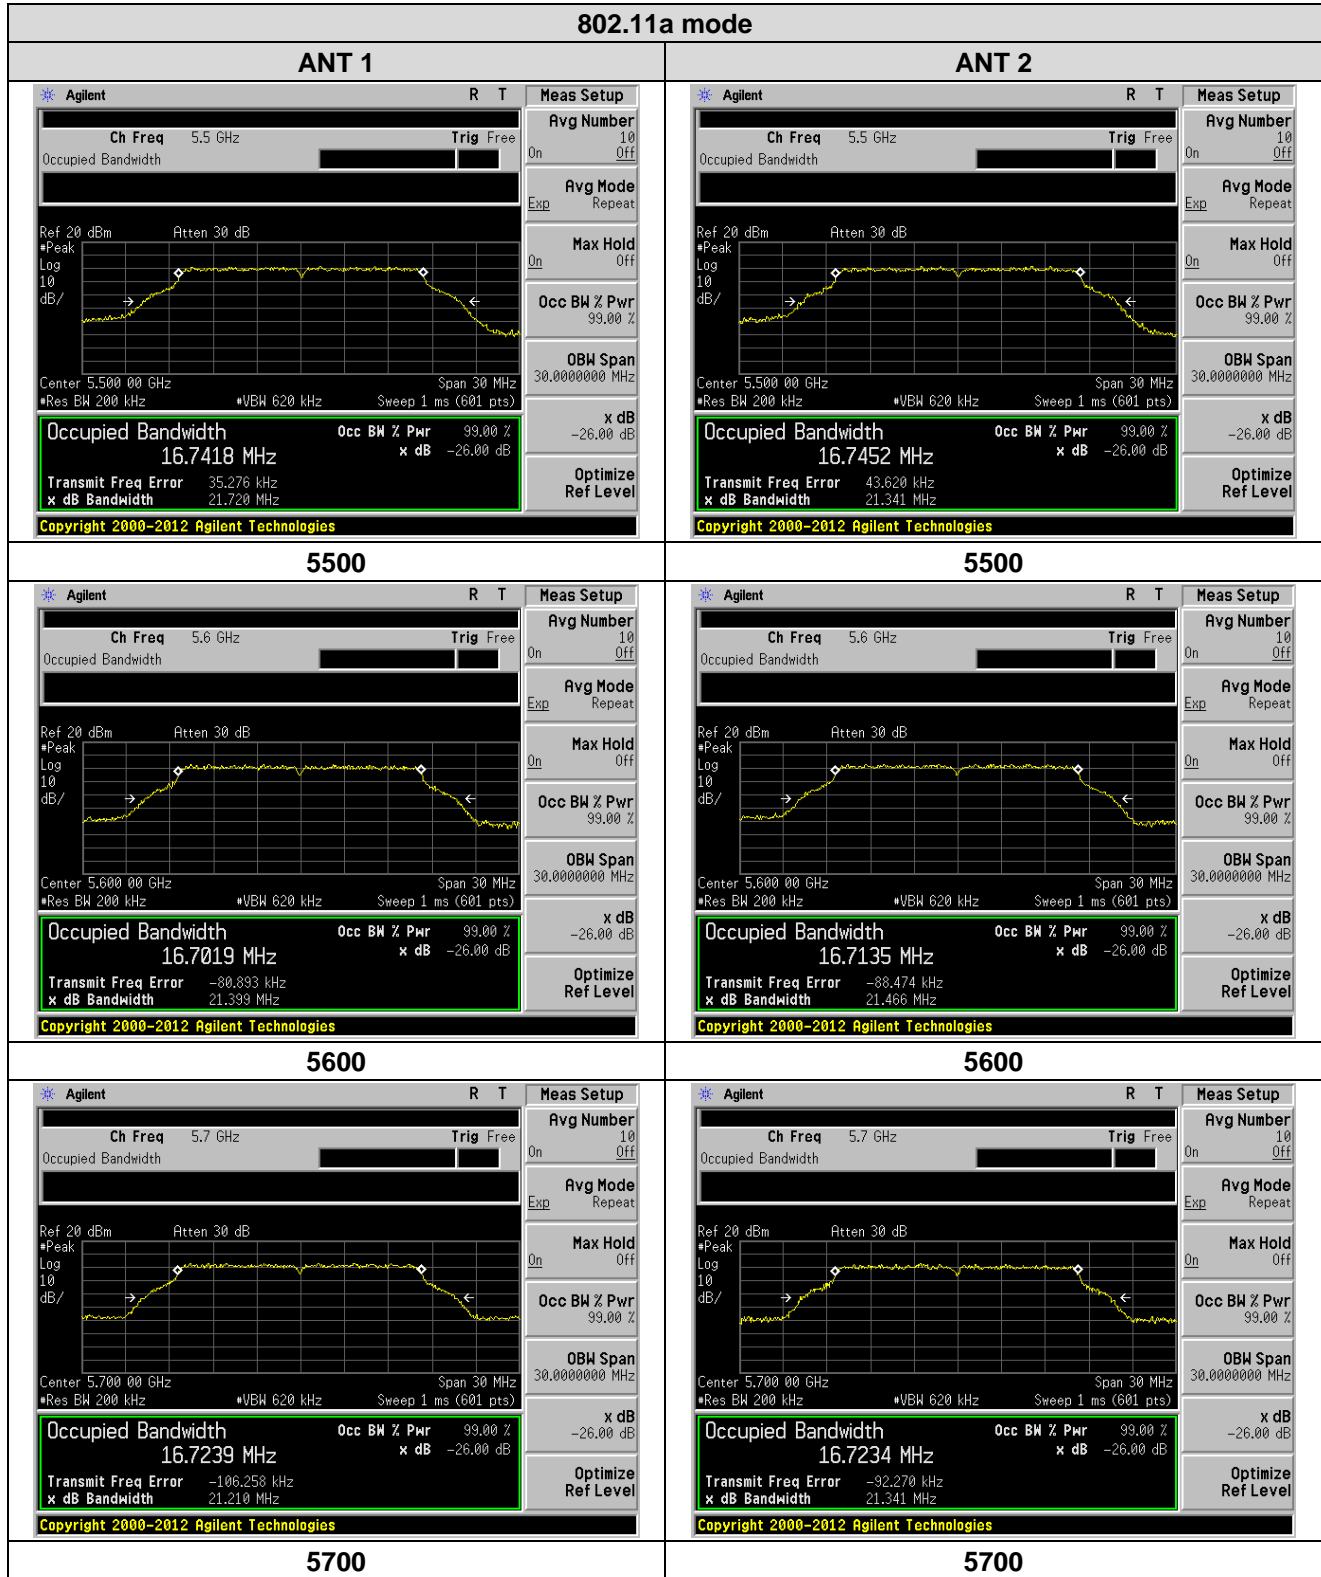 802.11a mode
ANT 1
ANT 2
Agilent R T
Ch Freq 5.5 GHz Trig Free
Occupied Bandwidth
Ref 20 dBm Atten 30 dB
#Peak
Log
10
dB/
Center 5.500 00 GHz Span 30 MHz
#Res BW 200 kHz #VBW 620 kHz Sweep 1 ms (601 pts)
Occupied Bandwidth Occ BW % Pwr 99.00 %
16.7418 MHz x dB -26.00 dB
Transmit Freq Error 35.276 kHz
x dB Bandwidth 21.720 MHz
Copyright 2000-2012 Agilent Technologies
Meas Setup
Avg Number
10
On Off
Avg Mode
Exp Repeat
Max Hold
On Off
Occ BW % Pwr
99.00 %
OBW Span
30.0000000 MHz
x dB
-26.00 dB
Optimize
Ref Level
Agilent R T
Ch Freq 5.5 GHz Trig Free
Occupied Bandwidth
Ref 20 dBm Atten 30 dB
#Peak
Log
10
dB/
Center 5.500 00 GHz Span 30 MHz
#Res BW 200 kHz #VBW 620 kHz Sweep 1 ms (601 pts)
Occupied Bandwidth Occ BW % Pwr 99.00 %
16.7452 MHz x dB -26.00 dB
Transmit Freq Error 43.620 kHz
x dB Bandwidth 21.341 MHz
Copyright 2000-2012 Agilent Technologies
Meas Setup
Avg Number
10
On Off
Avg Mode
Exp Repeat
Max Hold
On Off
Occ BW % Pwr
99.00 %
OBW Span
30.0000000 MHz
x dB
-26.00 dB
Optimize
Ref Level
5500
5500
Agilent R T
Ch Freq 5.6 GHz Trig Free
Occupied Bandwidth
Ref 20 dBm Atten 30 dB
#Peak
Log
10
dB/
Center 5.600 00 GHz Span 30 MHz
#Res BW 200 kHz #VBW 620 kHz Sweep 1 ms (601 pts)
Occupied Bandwidth Occ BW % Pwr 99.00 %
16.7019 MHz x dB -26.00 dB
Transmit Freq Error -80.893 kHz
x dB Bandwidth 21.399 MHz
Copyright 2000-2012 Agilent Technologies
Meas Setup
Avg Number
10
On Off
Avg Mode
Exp Repeat
Max Hold
On Off
Occ BW % Pwr
99.00 %
OBW Span
30.0000000 MHz
x dB
-26.00 dB
Optimize
Ref Level
Agilent R T
Ch Freq 5.6 GHz Trig Free
Occupied Bandwidth
Ref 20 dBm Atten 30 dB
#Peak
Log
10
dB/
Center 5.600 00 GHz Span 30 MHz
#Res BW 200 kHz #VBW 620 kHz Sweep 1 ms (601 pts)
Occupied Bandwidth Occ BW % Pwr 99.00 %
16.7135 MHz x dB -26.00 dB
Transmit Freq Error -88.474 kHz
x dB Bandwidth 21.466 MHz
Copyright 2000-2012 Agilent Technologies
Meas Setup
Avg Number
10
On Off
Avg Mode
Exp Repeat
Max Hold
On Off
Occ BW % Pwr
99.00 %
OBW Span
30.0000000 MHz
x dB
-26.00 dB
Optimize
Ref Level
5600
5600
Agilent R T
Ch Freq 5.7 GHz Trig Free
Occupied Bandwidth
Ref 20 dBm Atten 30 dB
#Peak
Log
10
dB/
Center 5.700 00 GHz Span 30 MHz
#Res BW 200 kHz #VBW 620 kHz Sweep 1 ms (601 pts)
Occupied Bandwidth Occ BW % Pwr 99.00 %
16.7239 MHz x dB -26.00 dB
Transmit Freq Error -106.258 kHz
x dB Bandwidth 21.210 MHz
Copyright 2000-2012 Agilent Technologies
Meas Setup
Avg Number
10
On Off
Avg Mode
Exp Repeat
Max Hold
On Off
Occ BW % Pwr
99.00 %
OBW Span
30.0000000 MHz
x dB
-26.00 dB
Optimize
Ref Level
Agilent R T
Ch Freq 5.7 GHz Trig Free
Occupied Bandwidth
Ref 20 dBm Atten 30 dB
#Peak
Log
10
dB/
Center 5.700 00 GHz Span 30 MHz
#Res BW 200 kHz #VBW 620 kHz Sweep 1 ms (601 pts)
Occupied Bandwidth Occ BW % Pwr 99.00 %
16.7234 MHz x dB -26.00 dB
Transmit Freq Error -92.270 kHz
x dB Bandwidth 21.341 MHz
Copyright 2000-2012 Agilent Technologies
Meas Setup
Avg Number
10
On Off
Avg Mode
Exp Repeat
Max Hold
On Off
Occ BW % Pwr
99.00 %
OBW Span
30.0000000 MHz
x dB
-26.00 dB
Optimize
Ref Level
5700
5700